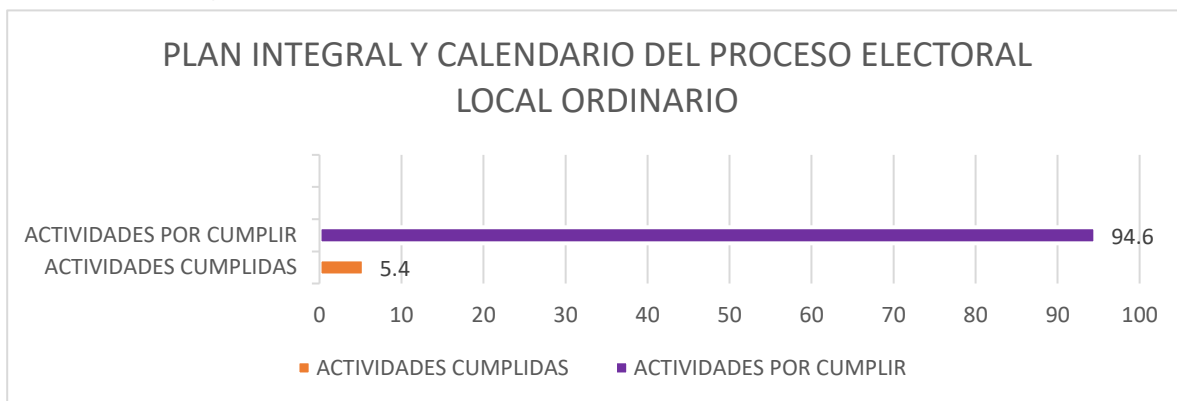 PLAN INTEGRAL Y CALENDARIO DEL PROCESO ELECTORAL
LOCAL ORDINARIO
ACTIVIDADES POR CUMPLIR 94.6
ACTIVIDADES CUMPLIDAS 5.4
0 10 20 30 40 50 60 70 80 90 100
ACTIVIDADES CUMPLIDAS ACTIVIDADES POR CUMPLIR